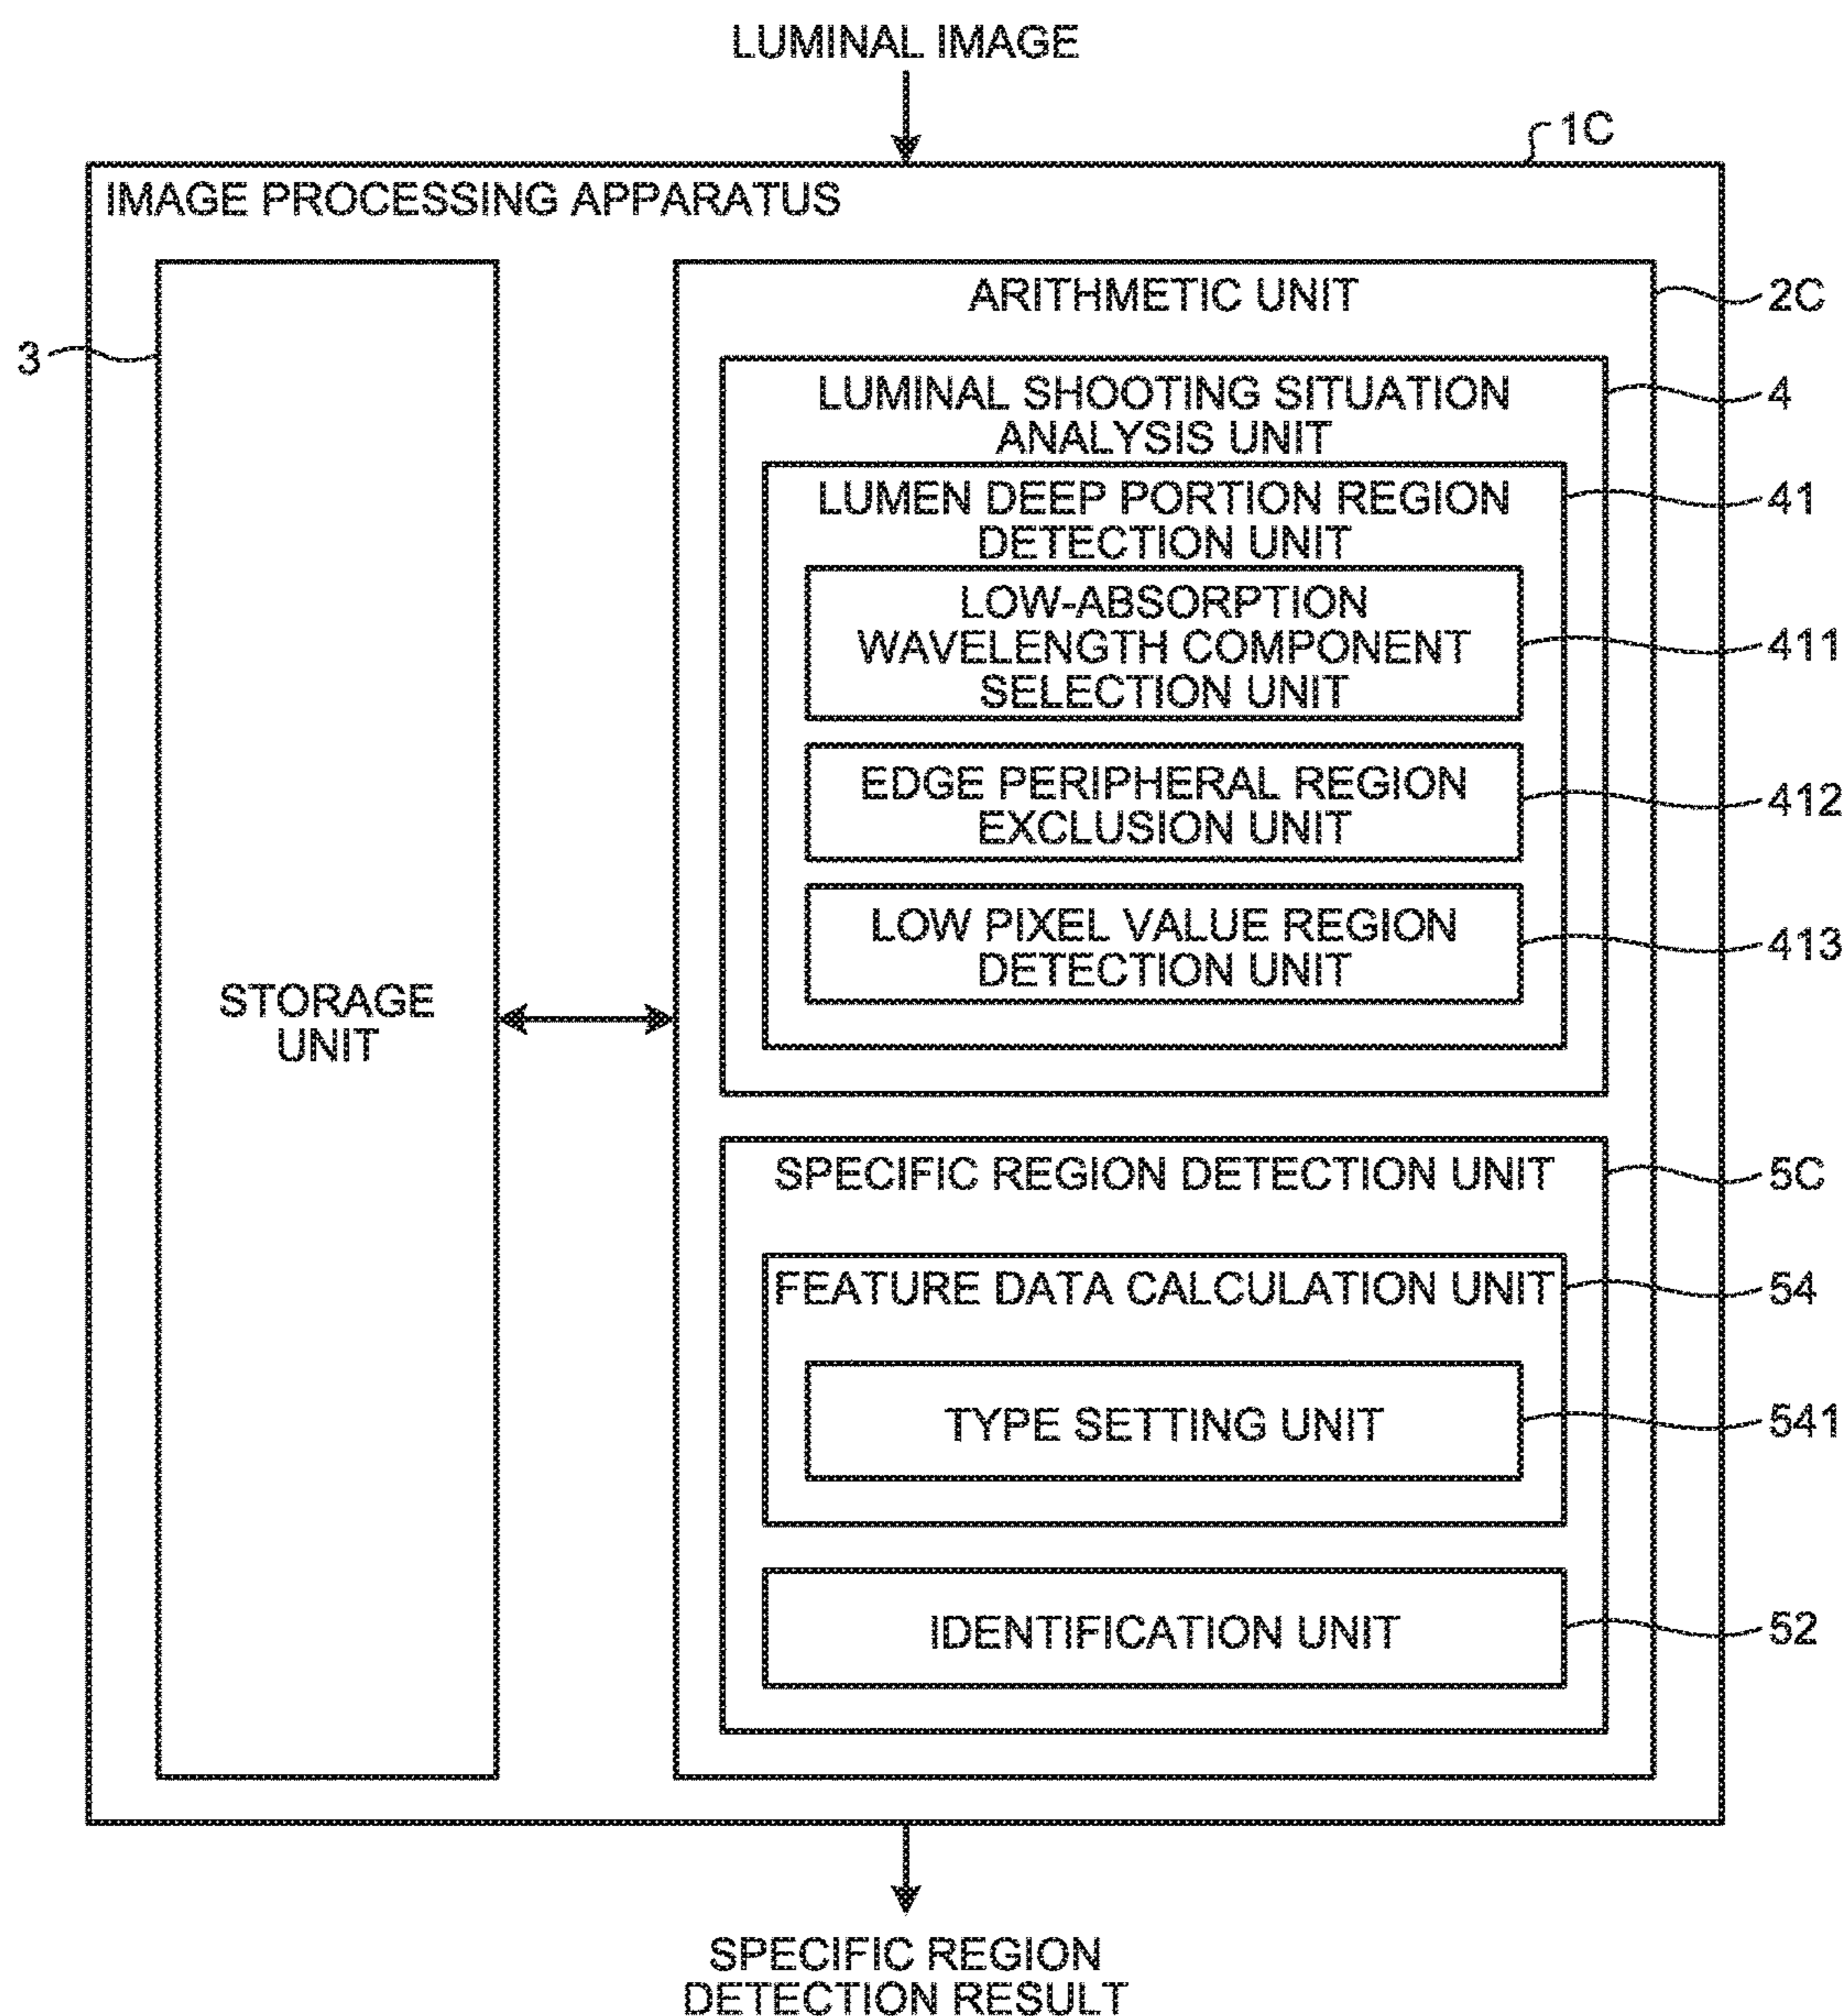 LUMINAL IMAGE
1C
IMAGE PROCESSING APPARATUS
ARITHMETIC UNIT
2C
3
LUMINAL SHOOTING SITUATION
ANALYSIS UNIT
4
LUMEN DEEP PORTION REGION
DETECTION UNIT
41
LOW-ABSORPTION
WAVELENGTH COMPONENT
SELECTION UNIT
411
EDGE PERIPHERAL REGION
EXCLUSION UNIT
412
LOW PIXEL VALUE REGION
DETECTION UNIT
413
STORAGE
UNIT
SPECIFIC REGION DETECTION UNIT
5C
FEATURE DATA CALCULATION UNIT
54
TYPE SETTING UNIT
541
IDENTIFICATION UNIT
52
SPECIFIC REGION
DETECTION RESULT